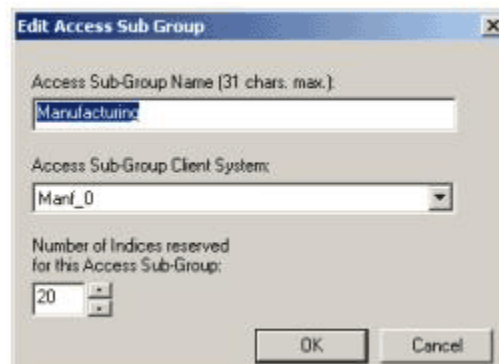 Edit Access Sub Group
Access Sub-Group Name (31 chars. max.):
Manufacturing
Access Sub-Group Client System:
Manf_0
Number of Indices reserved
for this Access Sub-Group:
20
OK Cancel